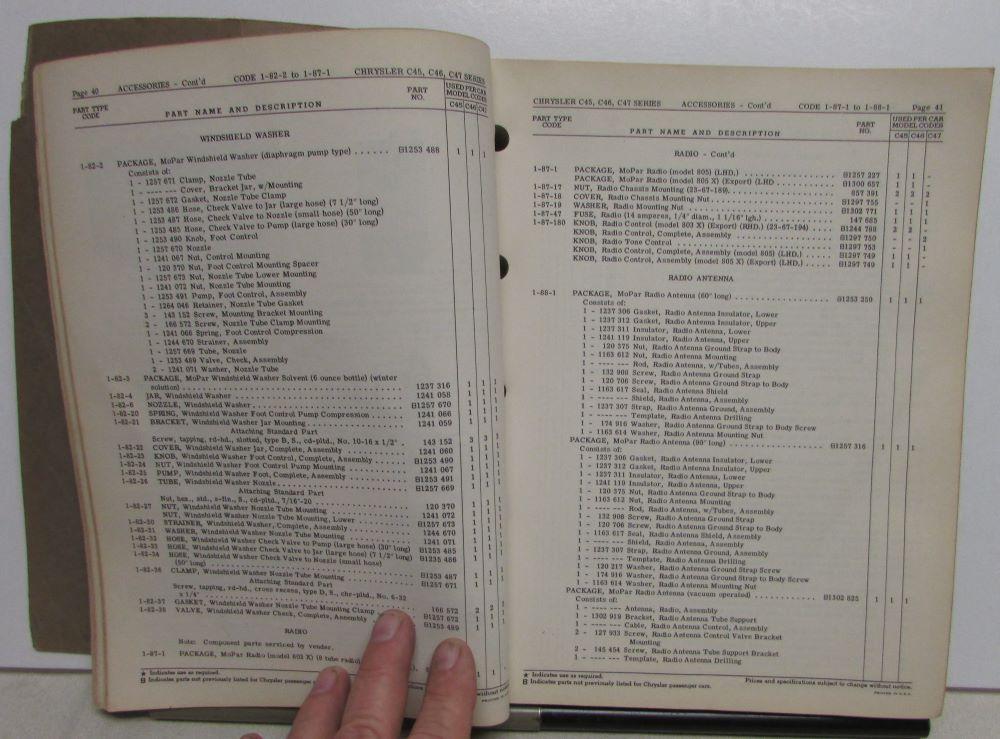 Page 40 ACCESSORIES - Cont'd CODE 1-82-2 to 1-87-1 CHRYSLER C45, C46, C47 SERIES
PART TYPE CODE PART NAME AND DESCRIPTION PART NO. USED PER CAR MODEL CODES C45 C46 C47
WINDSHIELD WASHER
1-82-2 PACKAGE, MoPar Windshield Washer (diaphragm pump type) . . . . . . B1253 488 1 1 1
Consists of:
1 - 1257 671 Clamp, Nozzle Tube
1 - ---- --- Cover, Bracket Jar, w/Mounting
1 - 1257 672 Gasket, Nozzle Tube Clamp
1 - 1253 486 Hose, Check Valve to Jar (large hose) (7 1/2" long)
1 - 1253 487 Hose, Check Valve to Nozzle (small hose) (50" long)
1 - 1253 485 Hose, Check Valve to Pump (large hose) (30" long)
1 - 1253 490 Knob, Foot Control
1 - 1257 670 Nozzle
1 - 1241 067 Nut, Control Mounting
1 - 120 370 Nut, Foot Control Mounting Spacer
1 - 1257 673 Nut, Nozzle Tube Lower Mounting
1 - 1241 072 Nut, Nozzle Tube Mounting
1 - 1253 491 Pump, Foot Control, Assembly
1 - 1264 046 Retainer, Nozzle Tube Gasket
3 - 143 152 Screw, Mounting Bracket Mounting
2 - 166 572 Screw, Nozzle Tube Clamp Mounting
1 - 1241 066 Spring, Foot Control Compression
1 - 1244 670 Strainer, Assembly
1 - 1257 669 Tube, Nozzle
1 - 1253 489 Valve, Check, Assembly
2 - 1241 071 Washer, Nozzle Tube
1-82-3 PACKAGE, MoPar Windshield Washer Solvent (6 ounce bottle) (winter
solution) . . . . . . 1237 316 1 1 1
1-82-4 JAR, Windshield Washer . . . . . . 1241 058 1 1 1
1-82-6 NOZZLE, Windshield Washer . . . . . . B1257 670 1 1 1
1-82-20 SPRING, Windshield Washer Foot Control Pump Compression . . . . . . 1241 066 1 1 1
1-82-21 BRACKET, Windshield Washer Jar Mounting . . . . . . 1241 059 1 1 1
Attaching Standard Part
Screw, tapping, rd-hd., slotted, type B, S., cd-pltd., No. 10-16 x 1/2" . 143 152 3 3 3
1-82-22 COVER, Windshield Washer Jar, Complete, Assembly . . . . . . 1241 060 1 1 1
1-82-23 KNOB, Windshield Washer Foot Control, Complete, Assembly . . . . . . B1253 490 1 1 1
1-82-24 NUT, Windshield Washer Foot Control Pump Mounting . . . . . . 1241 067 1 1 1
1-82-25 PUMP, Windshield Washer Foot, Complete, Assembly . . . . . . B1253 491 1 1 1
1-82-26 TUBE, Windshield Washer Nozzle . . . . . . B1257 669 1 1 1
Attaching Standard Part
Nut, hex., std., s-fin., S., cd-pltd., 7/16"-20 . . . . . . 120 370 1 1 1
1-82-27 NUT, Windshield Washer Nozzle Tube Mounting . . . . . . 1241 072 1 1 1
NUT, Windshield Washer Nozzle Tube Mounting, Lower . . . . . . B1257 673 1 1 1
1-82-30 STRAINER, Windshield Washer, Complete, Assembly . . . . . . 1244 670 1 1 1
1-82-31 WASHER, Windshield Washer Nozzle Tube Mounting . . . . . . 1241 071
1-82-32 HOSE, Windshield Washer Check Valve to Pump (large hose) (30" long) B1253 485 1 1 1
1-82-33 HOSE, Windshield Washer Check Valve to Jar (large hose) (7 1/2" long) B1253 486 1 1 1
1-82-34 HOSE, Windshield Washer Check Valve to Nozzle (small hose)
(50" long) . . . . . . B1253 487 1 1 1
1-82-36 CLAMP, Windshield Washer Nozzle Tube Mounting . . . . . . B1257 671 1 1 1
Attaching Standard Part
Screw, tapping, rd-hd., cross recess, type D, S., chr-pltd., No. 6-32
x 1/4" . . . . . . 166 572 2 2
1-82-37 GASKET, Windshield Washer Nozzle Tube Mounting Clamp . . . . . . B1257 672 1 1
1-82-38 VALVE, Windshield Washer Check, Complete, Assembly . . . B1253 489 1 1
RADIO
Note: Component parts serviced by vendor.
1-87-1 PACKAGE, MoPar Radio (model 802 X) (8 tube radio) 1 1 -
★ Indicates use as required.
B Indicates parts not previously listed for Chrysler passenger cars.
without notice.
CHRYSLER C45, C46, C47 SERIES ACCESSORIES - Cont'd CODE 1-87-1 to 1-88-1 Page 41
PART TYPE CODE PART NAME AND DESCRIPTION PART NO. USED PER CAR MODEL CODES C45 C46 C47
RADIO - Cont'd
1-87-1 PACKAGE, MoPar Radio (model 805) (LHD.) . . . . . . B1257 227 1 1 -
PACKAGE, MoPar Radio (model 805 X) (Export) (LHD . . . . . . B1300 657 1 1 -
1-87-17 NUT, Radio Chassis Mounting (23-67-189). . . . . . 657 391 2 2 2
1-87-18 COVER, Radio Chassis Mounting Nut . . . . . . B1297 755 - - 1
1-87-19 WASHER, Radio Mounting Nut . . . . . . B1302 771 1 1 1
1-87-47 FUSE, Radio (14 amperes, 1/4" diam., 1 1/16" lgh.) . . . . . . 147 685 1 1 1
1-87-180 KNOB, Radio Control (model 803 X) (Export) (RHD.) (23-67-194) . . . . B1244 788 2 2 -
KNOB, Radio Control, Complete, Assembly . . . . . . B1297 750 - - 2
KNOB, Radio Tone Control . . . . . . B1297 753 - - 1
KNOB, Radio Control, Complete, Assembly (model 805) (LHD.) . . . . B1297 749 1 1 -
KNOB, Radio Control, Assembly (model 805 X) (Export) (LHD.) . . . . B1297 749 1 1 -
RADIO ANTENNA
1-88-1 PACKAGE, MoPar Radio Antenna (60" long) . . . . . . B1253 250 1 1 1
Consists of:
1 - 1237 306 Gasket, Radio Antenna Insulator, Lower
1 - 1237 312 Gasket, Radio Antenna Insulator, Upper
1 - 1237 311 Insulator, Radio Antenna, Lower
1 - 1241 119 Insulator, Radio Antenna, Upper
1 - 120 375 Nut, Radio Antenna Ground Strap to Body
1 - 1163 612 Nut, Radio Antenna Mounting
1 - ---- --- Rod, Radio Antenna, w/Tubes, Assembly
1 - 132 908 Screw, Radio Antenna Ground Strap
1 - 120 706 Screw, Radio Antenna Ground Strap to Body
1 - 1163 617 Seal, Radio Antenna Shield
1 - ---- --- Shield, Radio Antenna, Assembly
1 - 1237 307 Strap, Radio Antenna Ground, Assembly
1 - ---- --- Template, Radio Antenna Drilling
1 - 174 916 Washer, Radio Antenna Ground Strap to Body Screw
1 - 1163 614 Washer, Radio Antenna Mounting Nut
PACKAGE, MoPar Radio Antenna (90" long) . . . . . . B1257 316 1 1
Consists of:
1 - 1237 306 Gasket, Radio Antenna Insulator, Lower
1 - 1237 312 Gasket, Radio Antenna Insulator, Upper
1 - 1237 311 Insulator, Radio Antenna, Lower
1 - 1241 119 Insulator, Radio Antenna, Upper
1 - 120 375 Nut, Radio Antenna Ground Strap to Body
1 - 1163 612 Nut, Radio Antenna Mounting
1 - ---- --- Rod, Radio Antenna, w/Tubes, Assembly
1 - 132 908 Screw, Radio Antenna Ground Strap
1 - 120 706 Screw, Radio Antenna Ground Strap to Body
1 - 1163 617 Seal, Radio Antenna Shield, Assembly
1 - ---- --- Shield, Radio Antenna, Assembly
1 - 1237 307 Strap, Radio Antenna Ground, Assembly
1 - ---- --- Template, Radio Antenna Drilling
1 - 120 217 Washer, Radio Antenna Ground Strap Screw
1 - 174 916 Washer, Radio Antenna Ground Strap to Body Screw
1 - 1163 614 Washer, Radio Antenna Mounting Nut
PACKAGE, MoPar Radio Antenna (vacuum operated) . . . . . . B1302 825 1 1 1
Consists of:
1 - ---- --- Antenna, Radio, Assembly
1 - 1302 919 Bracket, Radio Antenna Tube Support
1 - ---- --- Cable, Radio Antenna Control, Assembly
2 - 127 933 Screw, Radio Antenna Control Valve Bracket
Mounting
2 - 145 454 Screw, Radio Antenna Tube Support Bracket
1 - ---- --- Template, Radio Antenna Drilling
★ Indicates use as required.
B Indicates parts not previously listed for Chrysler passenger cars.
Prices and specifications subject to change without notice.
PRINTED IN U.S.A.